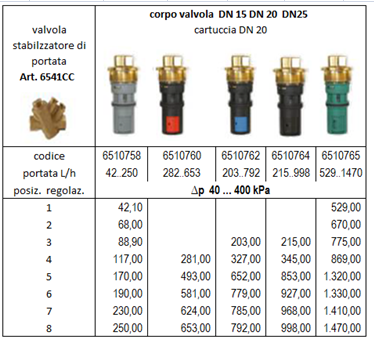 valvola
stabilzzatore di
portata
Art. 6541CC
corpo valvola DN 15 DN 20 DN25
cartuccia DN 20
codice 6510758 6510760 6510762 6510764 6510765
portata L/h 42..250 282..653 203..792 215..998 529..1470
posiz. regolaz. Δp 40 ... 400 kPa
1 42,10 529,00
2 68,00 670,00
3 88,90 203,00 215,00 775,00
4 117,00 281,00 327,00 345,00 869,00
5 170,00 493,00 652,00 853,00 1.320,00
6 190,00 581,00 779,00 927,00 1.330,00
7 230,00 624,00 785,00 968,00 1.410,00
8 250,00 653,00 792,00 998,00 1.470,00